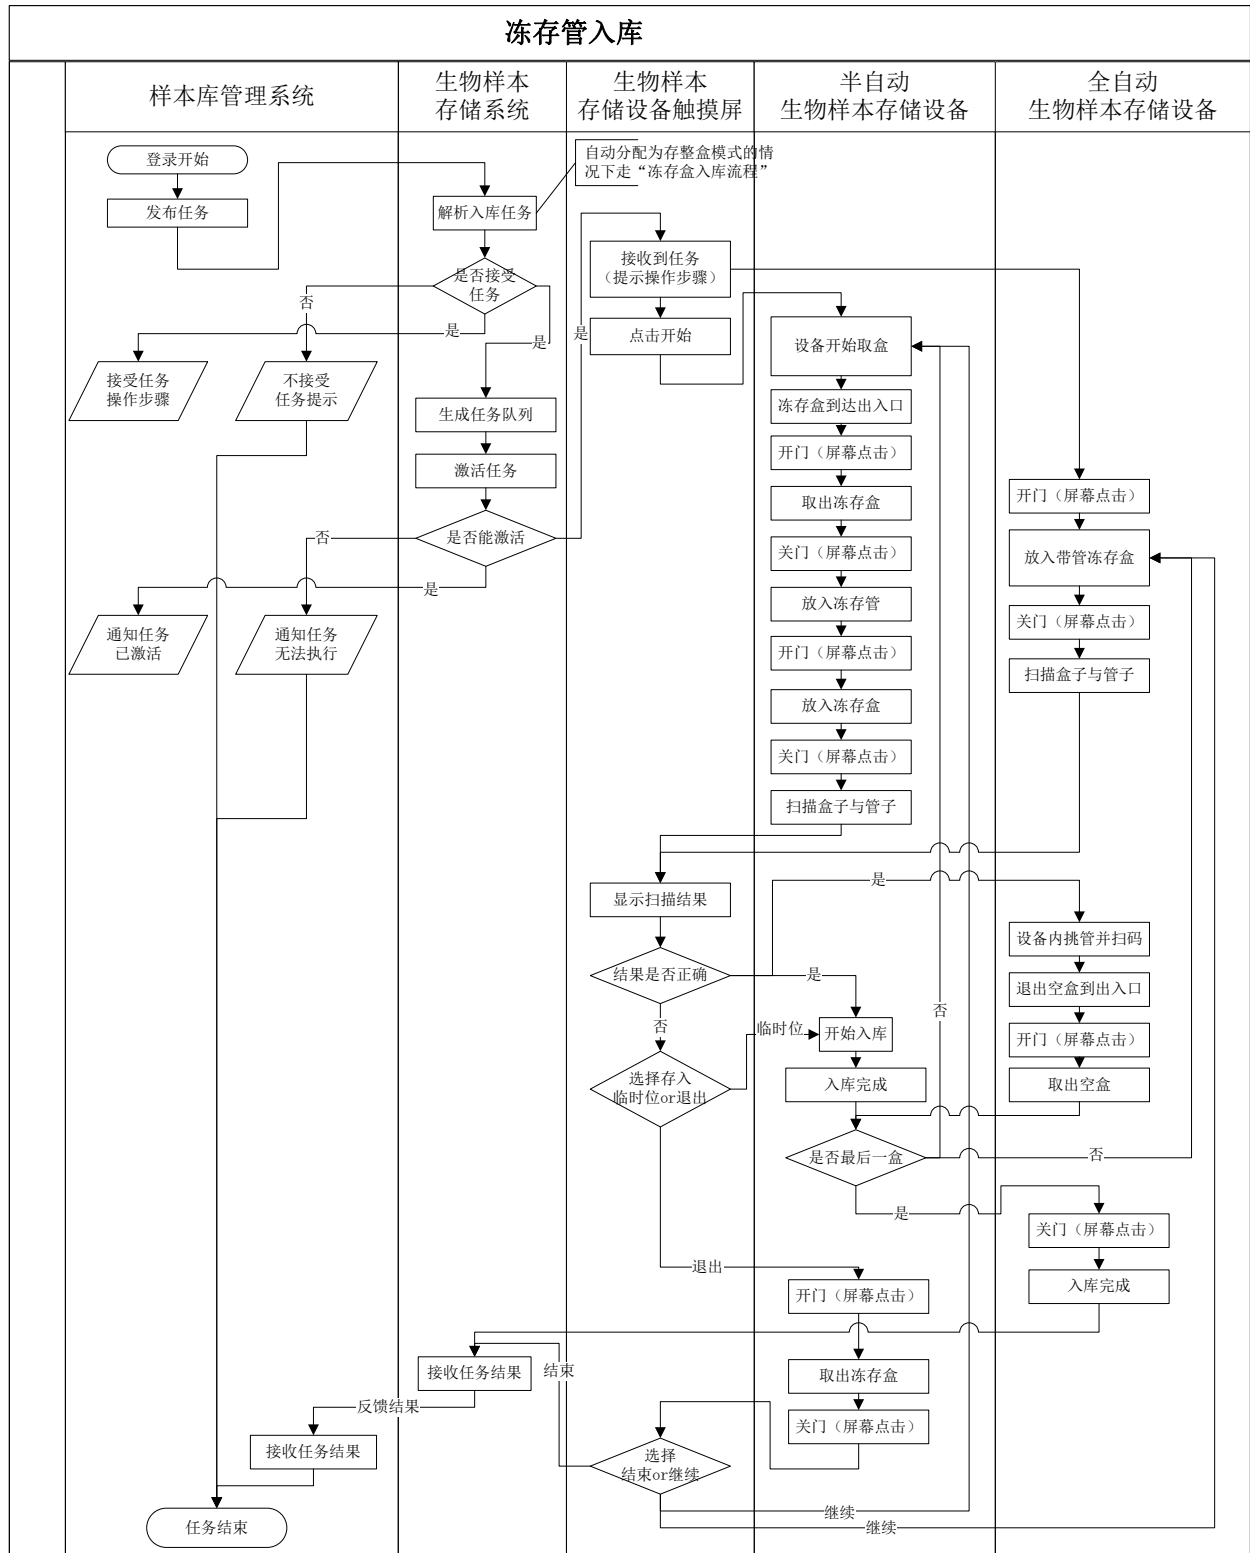 冻存管入库
样本库管理系统
生物样本
存储系统
生物样本
存储设备触摸屏
半自动
生物样本存储设备
全自动
生物样本存储设备
登录开始
发布任务
自动分配为存整盒模式的情
况下走“冻存盒入库流程”
解析入库任务
是否接受
任务
否
是
是
接受任务
操作步骤
不接受
任务提示
生成任务队列
激活任务
是否能激活
否
是
是
通知任务
已激活
通知任务
无法执行
接收到任务
（提示操作步骤）
点击开始
设备开始取盒
冻存盒到达出入口
开门（屏幕点击）
取出冻存盒
关门（屏幕点击）
放入冻存管
开门（屏幕点击）
放入冻存盒
关门（屏幕点击）
扫描盒子与管子
开门（屏幕点击）
放入带管冻存盒
关门（屏幕点击）
扫描盒子与管子
显示扫描结果
结果是否正确
是
是
否
选择存入
临时位or退出
临时位
开始入库
入库完成
是否最后一盒
否
否
是
设备内挑管并扫码
退出空盒到出入口
开门（屏幕点击）
取出空盒
关门（屏幕点击）
入库完成
退出
开门（屏幕点击）
取出冻存盒
关门（屏幕点击）
选择
结束or继续
结束
继续
继续
接收任务结果
反馈结果
接收任务结果
任务结束